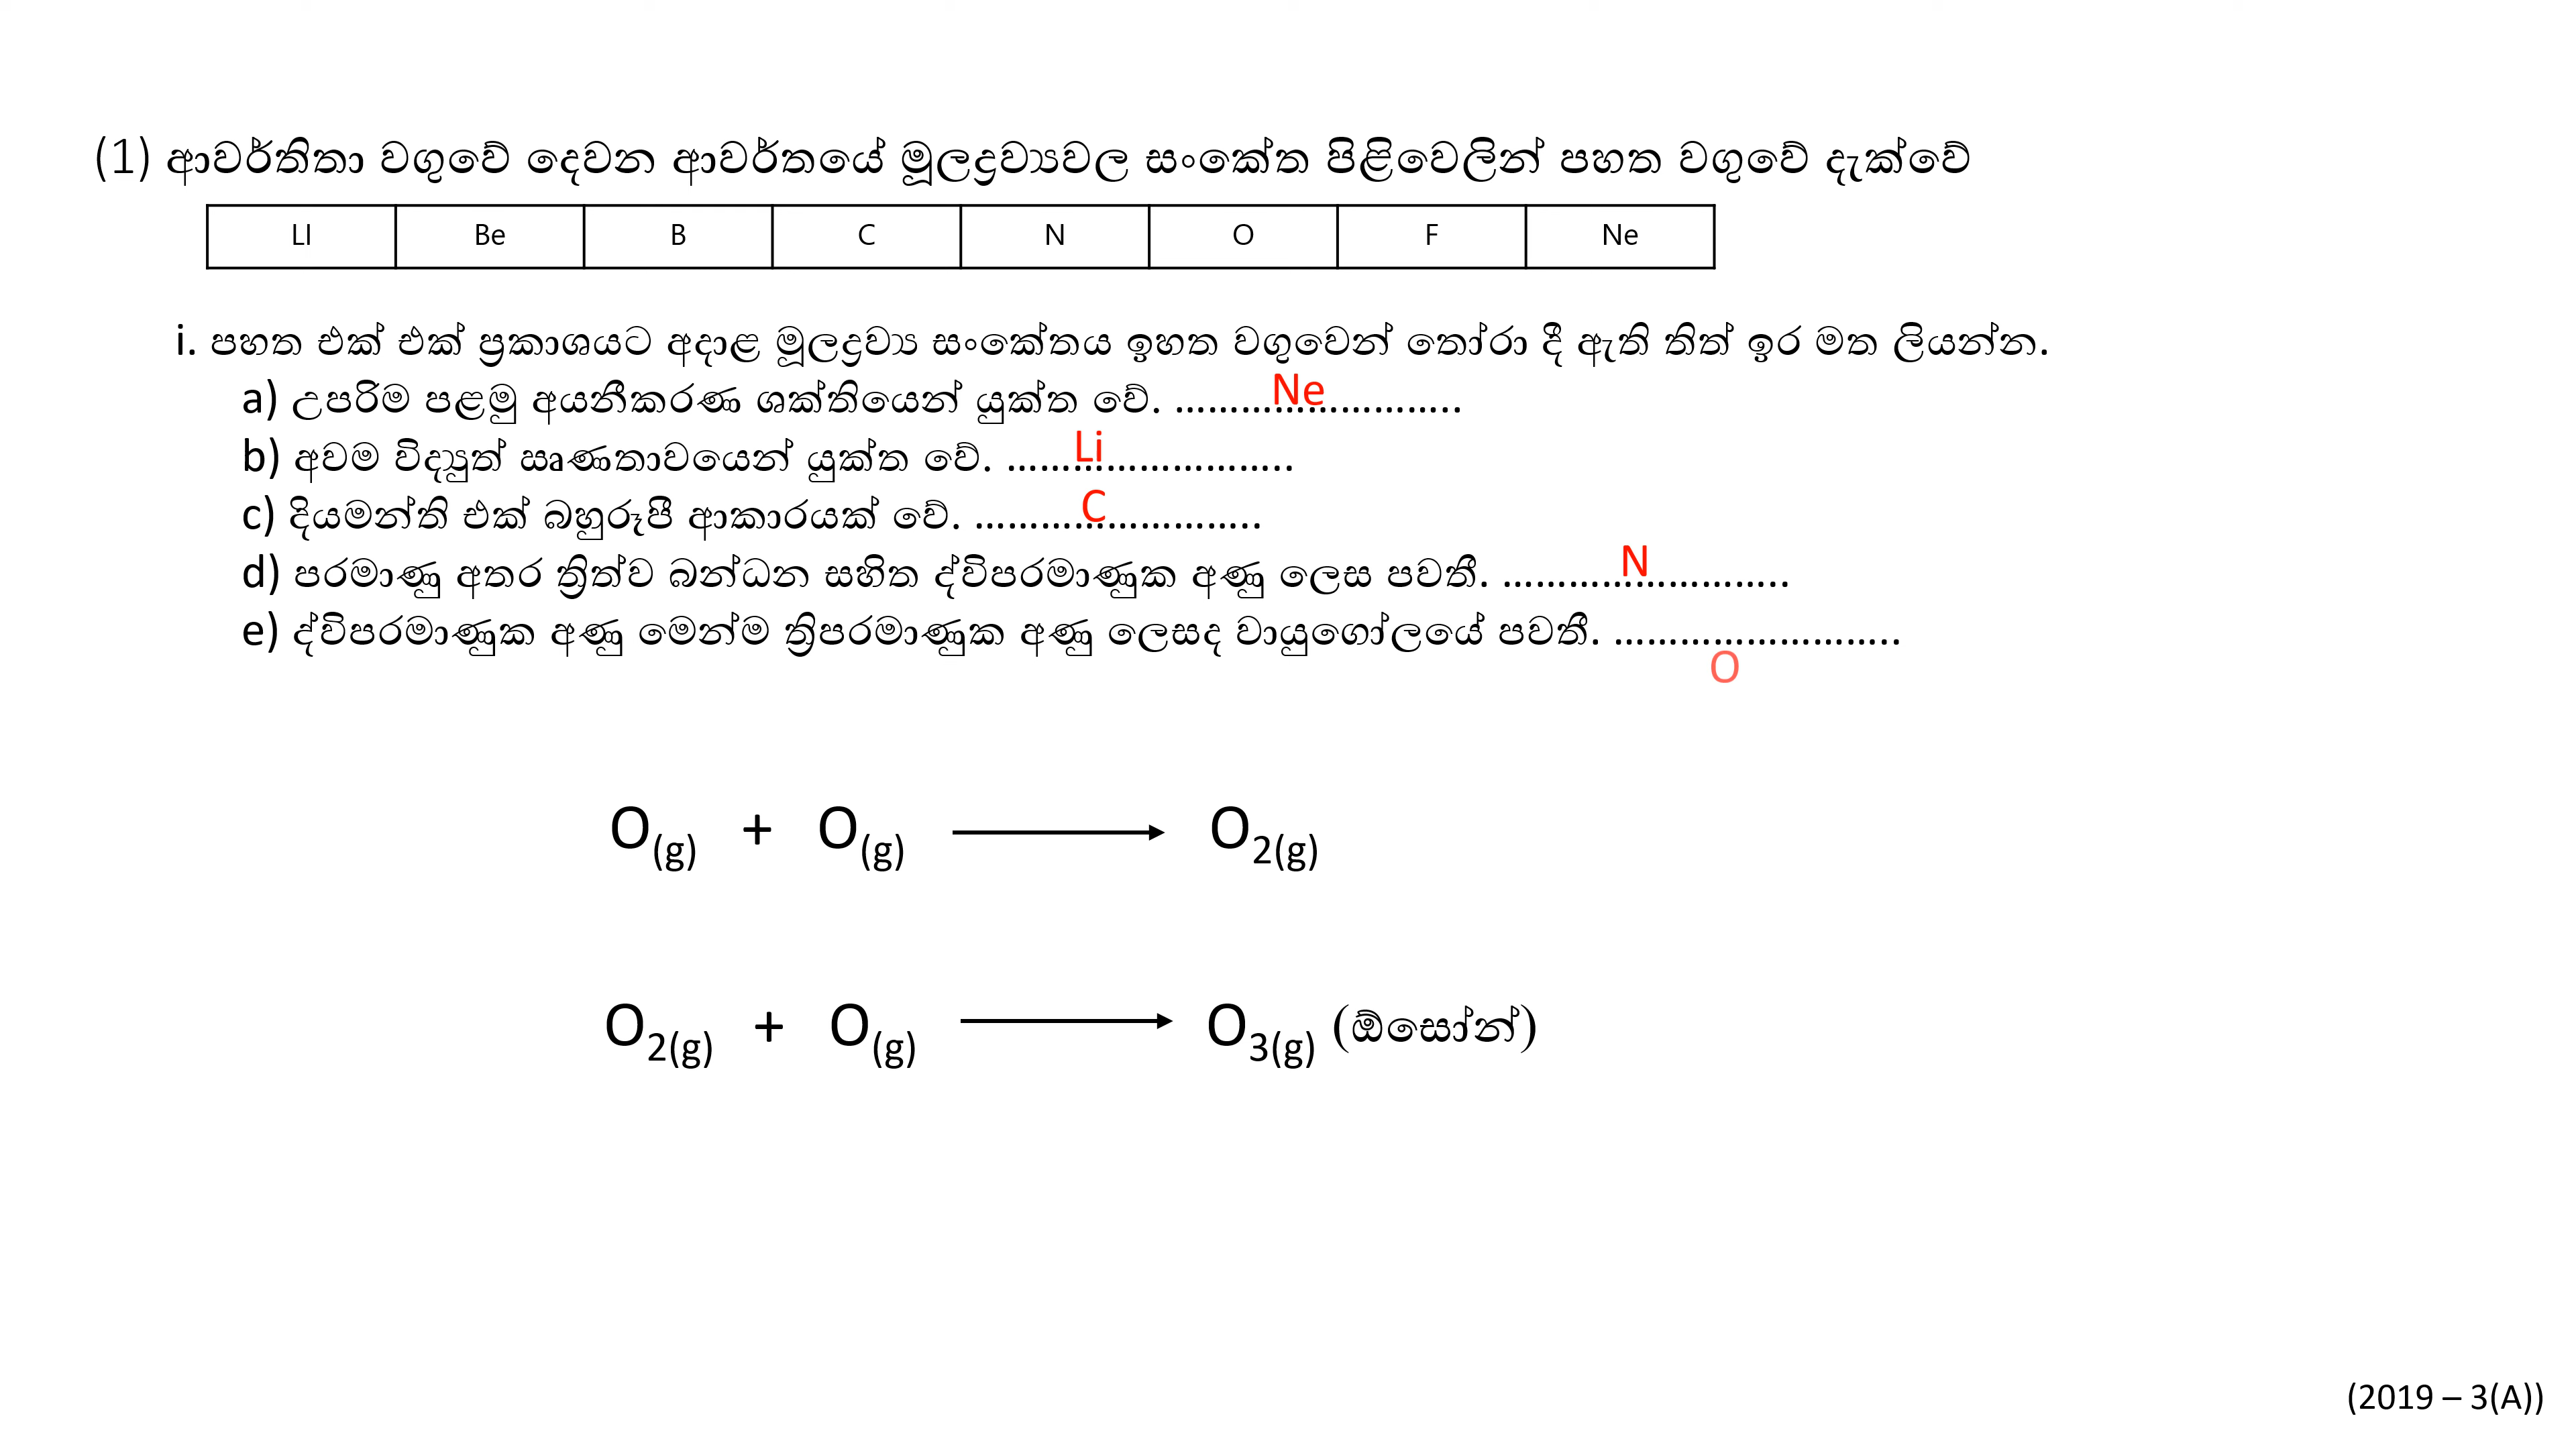 (1) ආවර්තිතා වගුවේ දෙවන ආවර්තයේ මූලද්‍රව්‍යවල සංකේත පිළිවෙලින් පහත වගුවේ දැක්වේ
LI Be B C N O F Ne
i. පහත එක් එක් ප්‍රකාශයට අදාළ මූලද්‍රව්‍ය සංකේතය ඉහත වගුවෙන් තෝරා දී ඇති තිත් ඉර මත ලියන්න.
a) උපරිම පළමු අයනීකරණ ශක්තියෙන් යුක්ත වේ. .......................... Ne
b) අවම විද්‍යුත් ඍණතාවයෙන් යුක්ත වේ. .......................... Li
c) දියමන්ති එක් බහුරූපී ආකාරයක් වේ. .......................... C
d) පරමාණු අතර ත්‍රිත්ව බන්ධන සහිත ද්විපරමාණුක අණු ලෙස පවතී. .......................... N
e) ද්විපරමාණුක අණු මෙන්ම ත්‍රිපරමාණුක අණු ලෙසද වායුගෝලයේ පවතී. ..........................
O
O(g) + O(g) → O2(g)
O2(g) + O(g) → O3(g) (ඕසෝන්)
(2019 – 3(A))